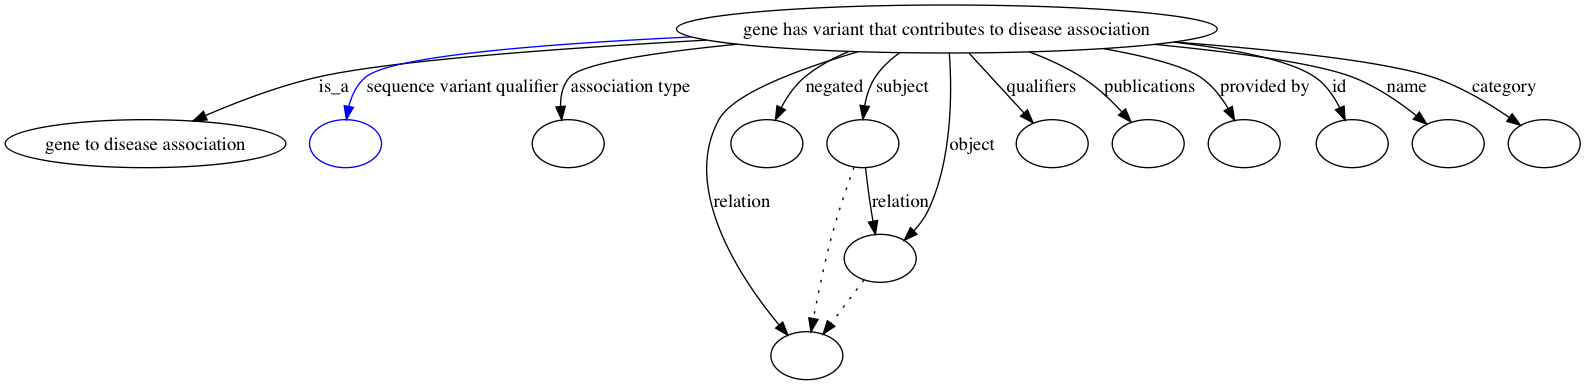 gene has variant that contributes to disease association
is_a
sequence variant qualifier
association type
negated
subject
qualifiers
publications
provided by
id
name
category
gene to disease association
object
relation
relation